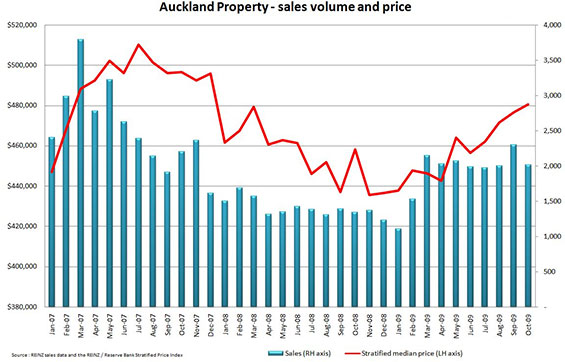 Auckland Property - sales volume and price
$520,000
$500,000
$480,000
$460,000
$440,000
$420,000
$400,000
$380,000
4,000
3,500
3,000
2,500
2,000
1,500
1,000
500
-
Jan-07
Feb-07
Mar-07
Apr-07
May-07
Jun-07
Jul-07
Aug-07
Sep-07
Oct-07
Nov-07
Dec-07
Jan-08
Feb-08
Mar-08
Apr-08
May-08
Jun-08
Jul-08
Aug-08
Sep-08
Oct-08
Nov-08
Dec-08
Jan-09
Feb-09
Mar-09
Apr-09
May-09
Jun-09
Jul-09
Aug-09
Sep-09
Oct-09
Sales (RH axis)
Stratified median price (LH axis)
Source : REINZ sales data and the REINZ / Reserve Bank Stratified Price Index